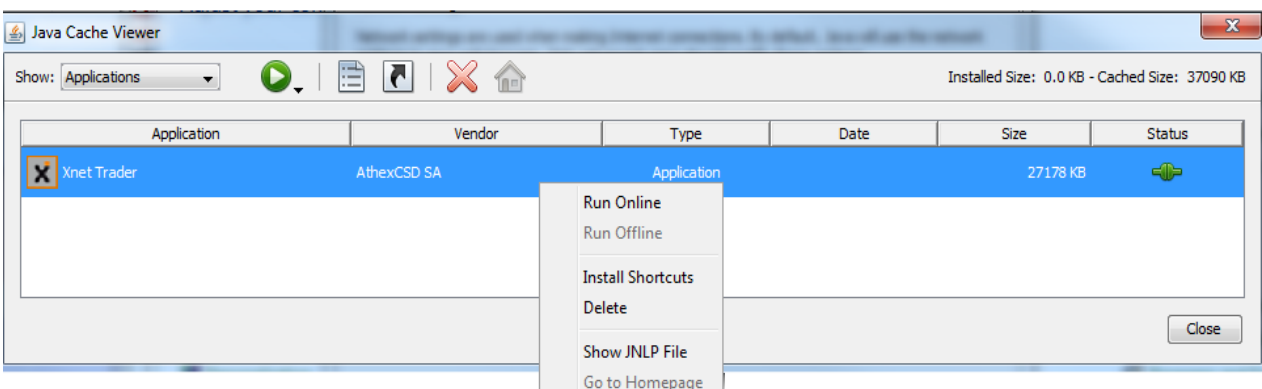 Java Cache Viewer
Show: Applications
Installed Size: 0.0 KB - Cached Size: 37090 KB
Application Vendor Type Date Size Status
Xnet Trader AthexCSD SA Application 27178 KB
Run Online
Run Offline
Install Shortcuts
Delete
Close
Show JNLP File
Go to Homepage